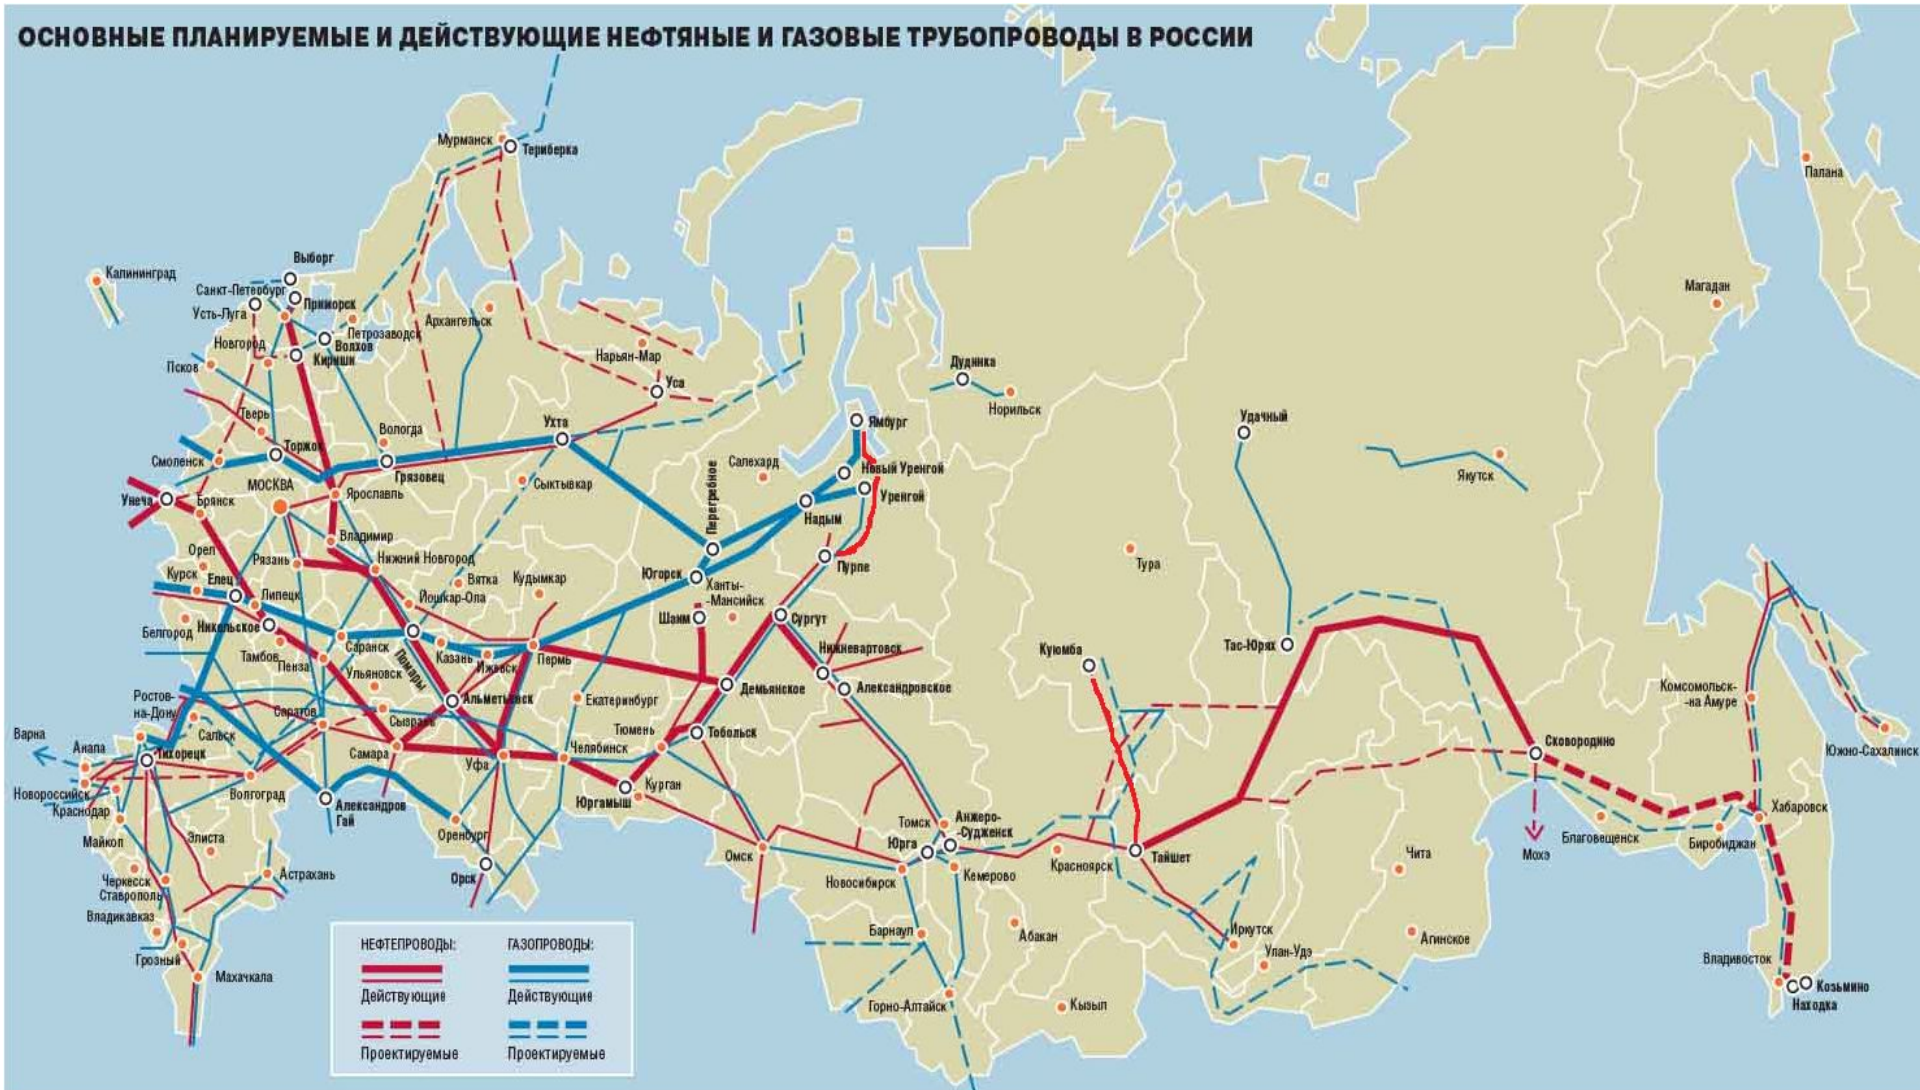 ОСНОВНЫЕ ПЛАНИРУЕМЫЕ И ДЕЙСТВУЮЩИЕ НЕФТЯНЫЕ И ГАЗОВЫЕ ТРУБОПРОВОДЫ В РОССИИ
Мурманск
Териберка
Палана
Калининград
Выборг
Санкт-Петербург
Приморск
Усть-Луга
Петрозаводск
Архангельск
Магадан
Новгород
Волхов
Кириши
Псков
Нарьян-Мар
Уса
Дудинка
Норильск
Тверь
Вологда
Ухта
Ямбург
Удачный
Торжок
Смоленск
Грязовец
Салехард
Новый Уренгой
Якутск
МОСКВА
Сыктывкар
Перегребное
Уренгой
Унеча
Брянск
Ярославль
Надым
Владимир
Орел
Рязань
Нижний Новгород
Пурпе
Тура
Курск
Елец
Липецк
Вятка
Кудымкар
Югорск
Ханты-
-Мансийск
Йошкар-Ола
Шаим
Сургут
Белгород
Никольское
Саранск
Казань
Ижевск
Пермь
Нижневартовск
Куюмба
Тас-Юрях
Тамбов
Пенза
Ульяновск
Помары
Демьянское
Александровское
Комсомольск-
-на Амуре
Ростов-
на-Дону
Саратов
Сызрань
Альметьевск
Екатеринбург
Варна
Анапа
Сальск
Тюмень
Тобольск
Сковородино
Южно-Сахалинск
Тихорецк
Самара
Уфа
Челябинск
Новороссийск
Волгоград
Александров
Гай
Юргамыш
Курган
Краснодар
Хабаровск
Майкоп
Элиста
Оренбург
Томск
Анжеро-
-Судженск
Благовещенск
Биробиджан
Юрга
Омск
Красноярск
Тайшет
Чита
Мохэ
Черкесск
Ставрополь
Астрахань
Орск
Новосибирск
Кемерово
Владикавказ
Барнаул
Абакан
Иркутск
Агинское
Улан-Удэ
Грозный
Махачкала
Владивосток
Козьмино
Находка
Горно-Алтайск
Кызыл
НЕФТЕПРОВОДЫ:
ГАЗОПРОВОДЫ:
Действующие
Действующие
Проектируемые
Проектируемые